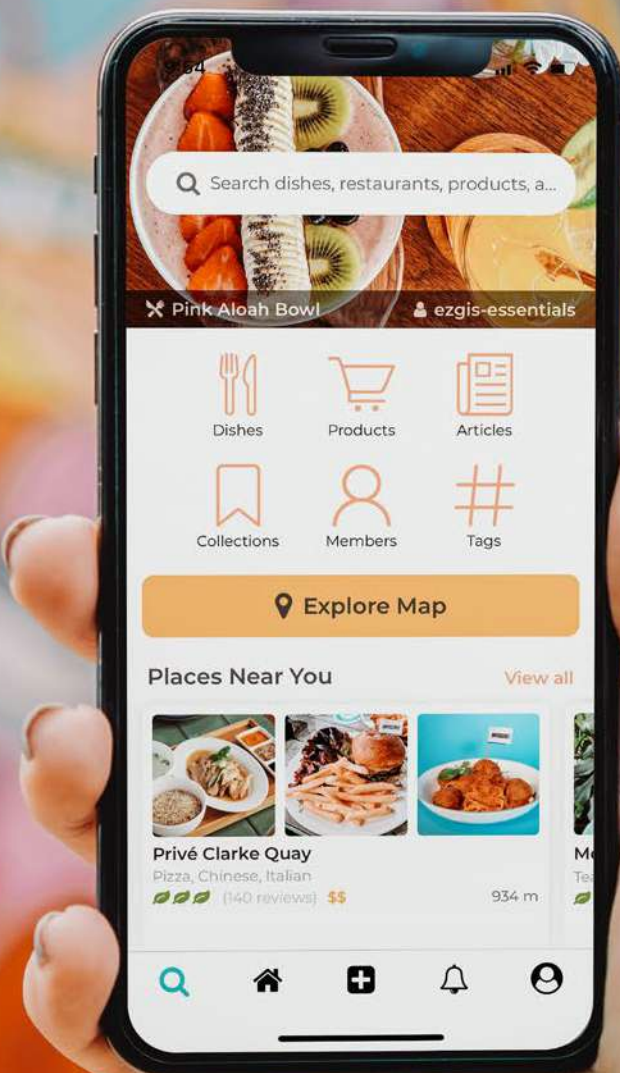 Search dishes, restaurants, products, a...
Pink Aloah Bowl
ezgis-essentials
Dishes
Products
Articles
Collections
Members
Tags
Explore Map
Places Near You
View all
Privé Clarke Quay
Pizza, Chinese, Italian
(140 reviews) $$
934 m